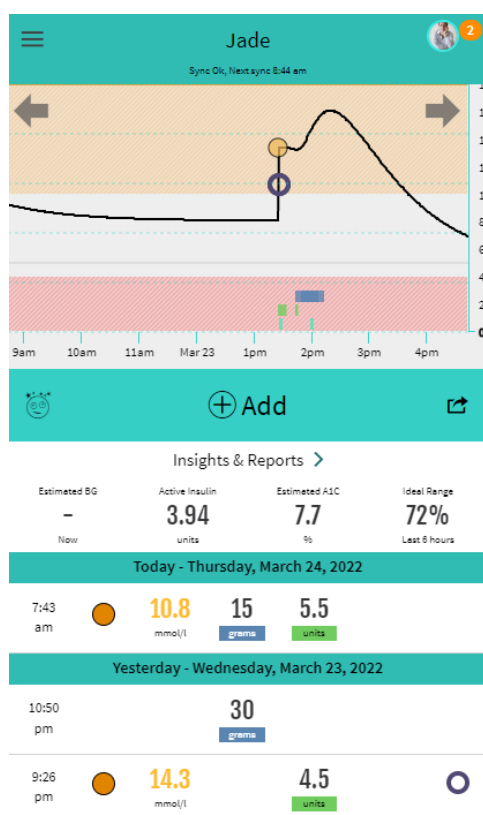 Jade
2
Sync Ok, Next sync 8:44 am
9am 10am 11am Mar 23 1pm 2pm 3pm 4pm
Add
Insights & Reports
Estimated BG Active Insulin Estimated A1C Ideal Range
– 3.94 7.7 72%
Now units % Last 6 hours
Today - Thursday, March 24, 2022
7:43 am 10.8 mmol/l 15 grams 5.5 units
Yesterday - Wednesday, March 23, 2022
10:50 pm 30 grams
9:26 pm 14.3 mmol/l 4.5 units